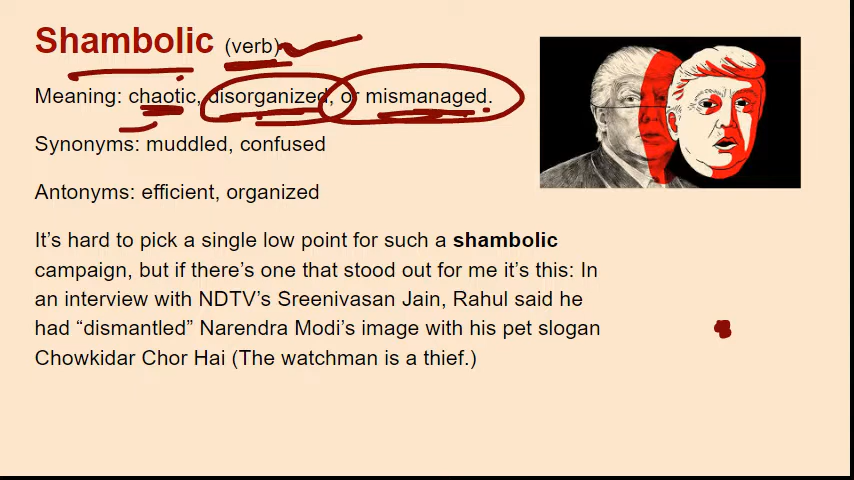 Shambolic (verb)
Meaning: chaotic, disorganized, or mismanaged.
Synonyms: muddled, confused
Antonyms: efficient, organized
It’s hard to pick a single low point for such a shambolic
campaign, but if there’s one that stood out for me it’s this: In
an interview with NDTV’s Sreenivasan Jain, Rahul said he
had “dismantled” Narendra Modi’s image with his pet slogan
Chowkidar Chor Hai (The watchman is a thief.)